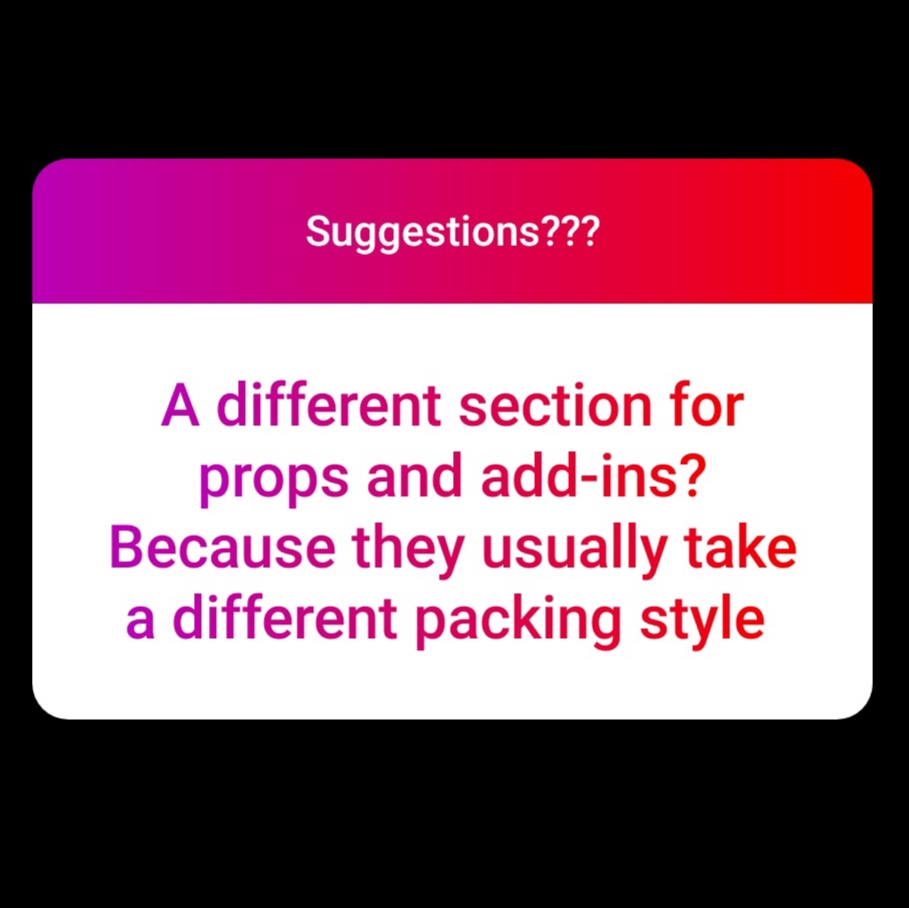 Suggestions???
A different section for
props and add-ins?
Because they usually take
a different packing style